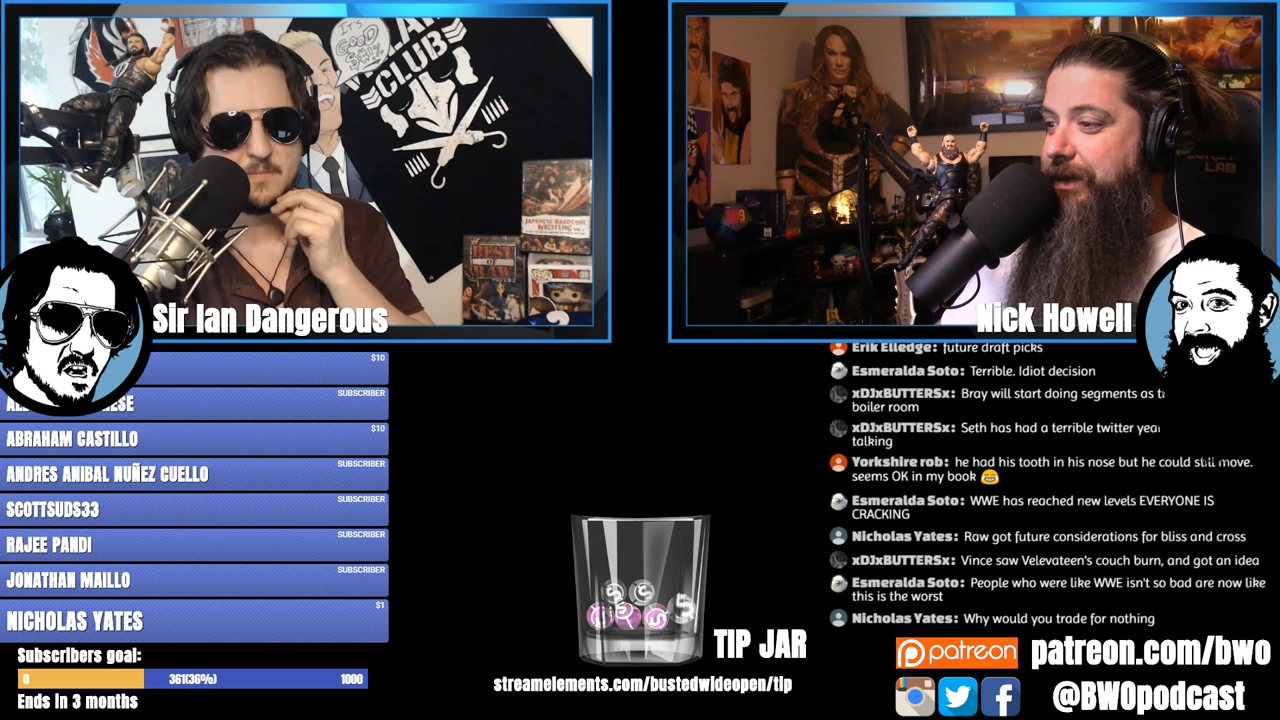 IT'S
GOOD
SH!%
CLUB
JAPANESE HARDCORE
WRESTLING
BEST
OF
RAW
LAB
Sir Ian Dangerous
Nick Howell
$10
SUBSCRIBER
ABRAHAM CASTILLO
$10
ANDRES ANIBAL NUÑEZ CUELLO
SUBSCRIBER
SCOTTSUDS33
SUBSCRIBER
RAJEE PANDI
SUBSCRIBER
JONATHAN MAILLO
SUBSCRIBER
NICHOLAS YATES
$1
Subscribers goal:
0 361(36%) 1000
Ends in 3 months
TIP JAR
streamelements.com/bustedwideopen/tip
Erik Elledge: future draft picks
Esmeralda Soto: Terrible. Idiot decision
xDJxBUTTERSx: Bray will start doing segments as
boiler room
xDJxBUTTERSx: Seth has had a terrible twitter year
talking
Yorkshire rob: he had his tooth in his nose but he could still move.
seems OK in my book 😂
Esmeralda Soto: WWE has reached new levels EVERYONE IS
CRACKING
Nicholas Yates: Raw got future considerations for bliss and cross
xDJxBUTTERSx: Vince saw Velevateen's couch burn, and got an idea
Esmeralda Soto: People who were like WWE isn't so bad are now like
this is the worst
Nicholas Yates: Why would you trade for nothing
patreon patreon.com/bwo
@BWOpodcast